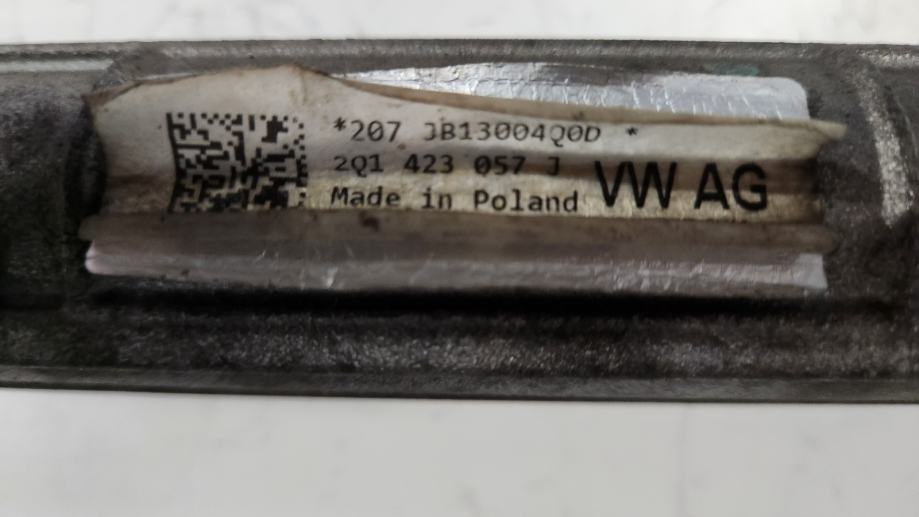 *207 JB13004Q0D *
2Q1 423 057 J
Made in Poland
VW AG